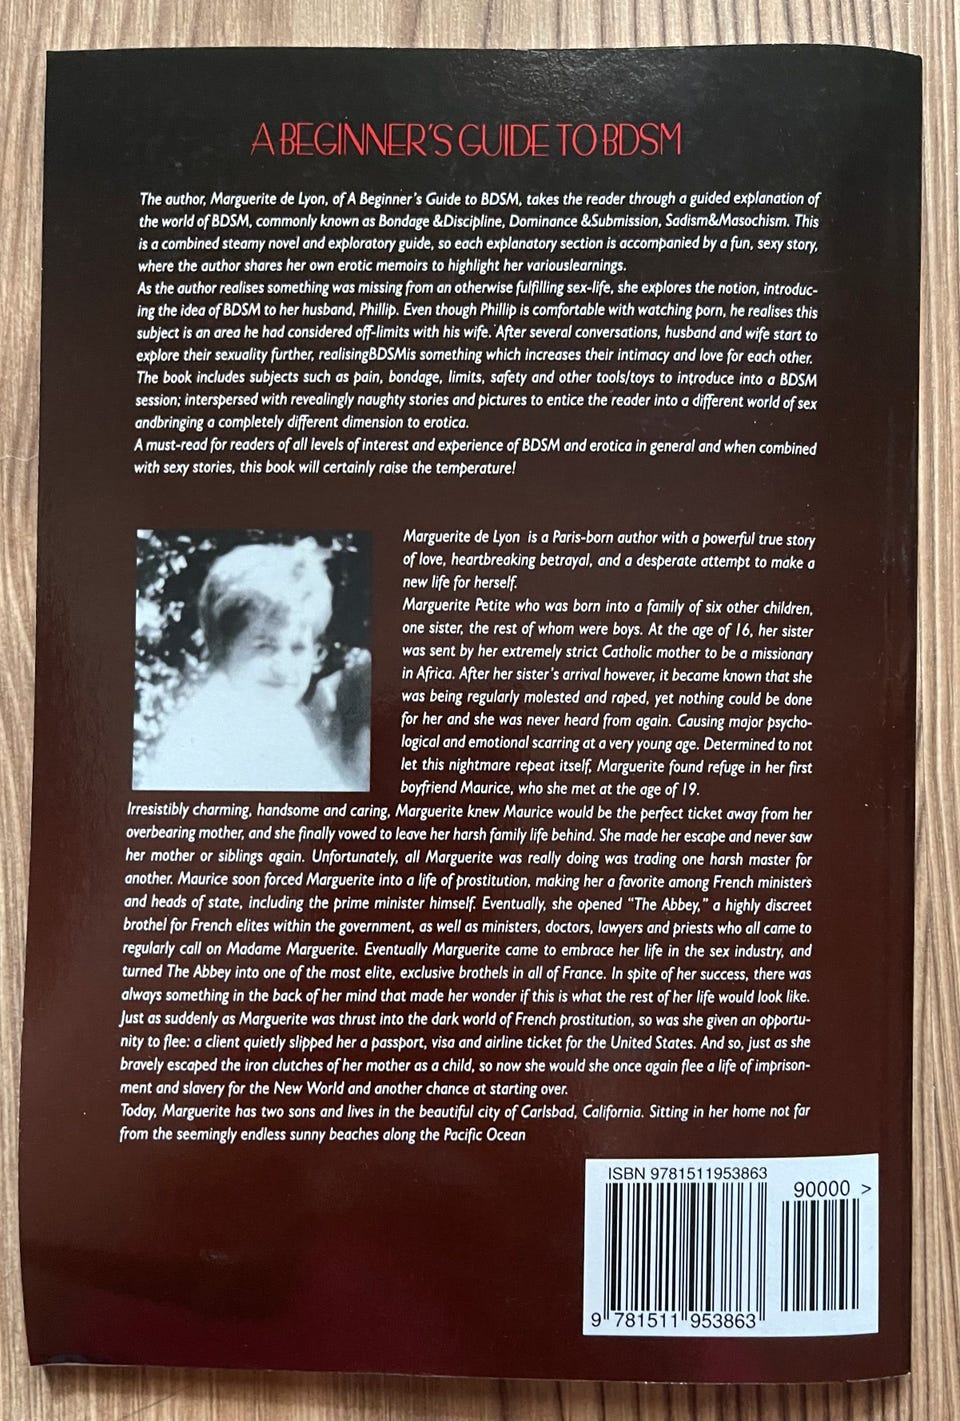 A BEGINNER'S GUIDE TO BDSM
The author, Marguerite de Lyon, of A Beginner's Guide to BDSM, takes the reader through a guided explanation of
the world of BDSM, commonly known as Bondage &Discipline, Dominance &Submission, Sadism&Masochism. This
is a combined steamy novel and exploratory guide, so each explanatory section is accompanied by a fun, sexy story,
where the author shares her own erotic memoirs to highlight her variouslearnings.
As the author realises something was missing from an otherwise fulfilling sex-life, she explores the notion, introduc-
ing the idea of BDSM to her husband, Phillip. Even though Phillip is comfortable with watching porn, he realises this
subject is an area he had considered off-limits with his wife. After several conversations, husband and wife start to
explore their sexuality further, realisingBDSMis something which increases their intimacy and love for each other.
The book includes subjects such as pain, bondage, limits, safety and other tools/toys to introduce into a BDSM
session; interspersed with revealingly naughty stories and pictures to entice the reader into a different world of sex
andbringing a completely different dimension to erotica.
A must-read for readers of all levels of interest and experience of BDSM and erotica in general and when combined
with sexy stories, this book will certainly raise the temperature!
Marguerite de Lyon is a Paris-born author with a powerful true story
of love, heartbreaking betrayal, and a desperate attempt to make a
new life for herself.
Marguerite Petite who was born into a family of six other children,
one sister, the rest of whom were boys. At the age of 16, her sister
was sent by her extremely strict Catholic mother to be a missionary
in Africa. After her sister's arrival however, it became known that she
was being regularly molested and raped, yet nothing could be done
for her and she was never heard from again. Causing major psycho-
logical and emotional scarring at a very young age. Determined to not
let this nightmare repeat itself, Marguerite found refuge in her first
boyfriend Maurice, who she met at the age of 19.
Irresistibly charming, handsome and caring, Marguerite knew Maurice would be the perfect ticket away from her
overbearing mother, and she finally vowed to leave her harsh family life behind. She made her escape and never saw
her mother or siblings again. Unfortunately, all Marguerite was really doing was trading one harsh master for
another. Maurice soon forced Marguerite into a life of prostitution, making her a favorite among French ministers
and heads of state, including the prime minister himself. Eventually, she opened "The Abbey," a highly discreet
brothel for French elites within the government, as well as ministers, doctors, lawyers and priests who all came to
regularly call on Madame Marguerite. Eventually Marguerite came to embrace her life in the sex industry, and
turned The Abbey into one of the most elite, exclusive brothels in all of France. In spite of her success, there was
always something in the back of her mind that made her wonder if this is what the rest of her life would look like.
Just as suddenly as Marguerite was thrust into the dark world of French prostitution, so was she given an opportu-
nity to flee: a client quietly slipped her a passport, visa and airline ticket for the United States. And so, just as she
bravely escaped the iron clutches of her mother as a child, so now she would she once again flee a life of imprison-
ment and slavery for the New World and another chance at starting over.
Today, Marguerite has two sons and lives in the beautiful city of Carlsbad, California. Sitting in her home not far
from the seemingly endless sunny beaches along the Pacific Ocean
ISBN 9781511953863
90000 >
9 781511 953863